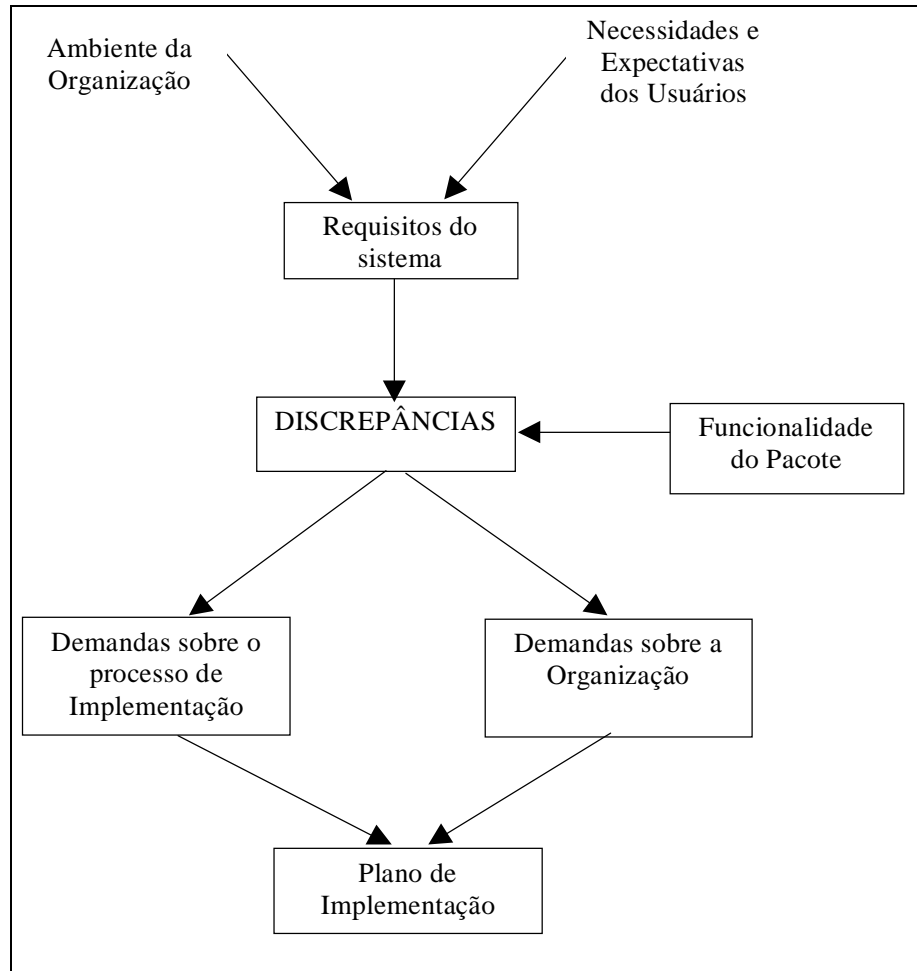 Ambiente da
Organização
Necessidades e
Expectativas
dos Usuários
Requisitos do
sistema
DISCREPÂNCIAS
Funcionalidade
do Pacote
Demandas sobre o
processo de
Implementação
Demandas sobre a
Organização
Plano de
Implementação